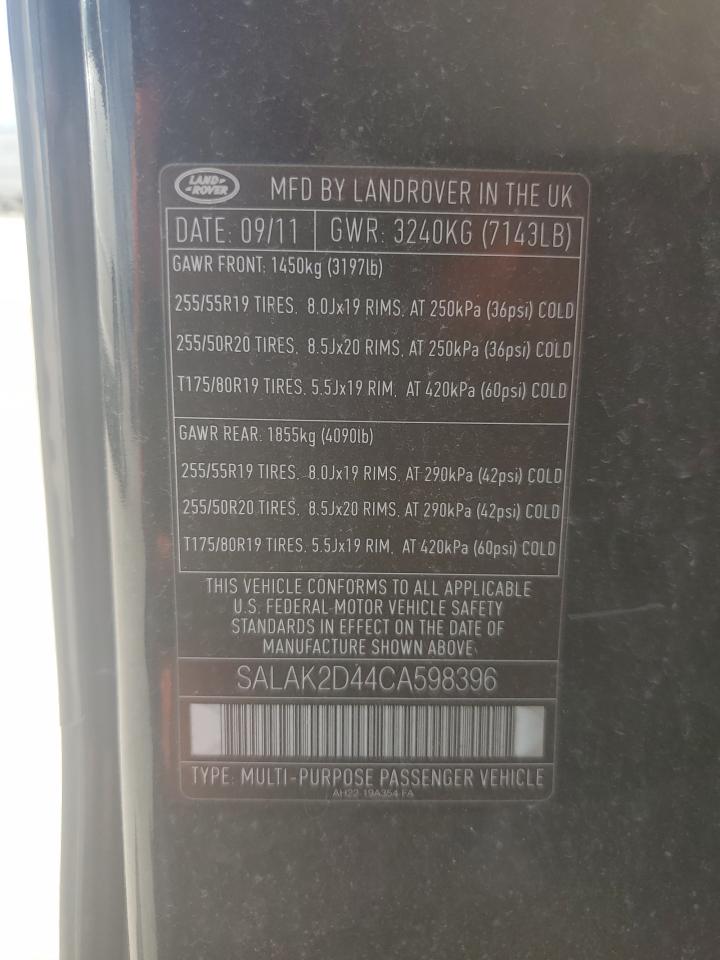 LAND-
-ROVER
MFD BY LANDROVER IN THE UK
DATE: 09/11 GWR: 3240KG (7143LB)
GAWR FRONT: 1450kg (3197lb)
255/55R19 TIRES, 8.0Jx19 RIMS, AT 250kPa (36psi) COLD
255/50R20 TIRES, 8.5Jx20 RIMS, AT 250kPa (36psi) COLD
T175/80R19 TIRES, 5.5Jx19 RIM, AT 420kPa (60psi) COLD
GAWR REAR: 1855kg (4090lb)
255/55R19 TIRES, 8.0Jx19 RIMS, AT 290kPa (42psi) COLD
255/50R20 TIRES, 8.5Jx20 RIMS, AT 290kPa (42psi) COLD
T175/80R19 TIRES, 5.5Jx19 RIM, AT 420kPa (60psi) COLD
THIS VEHICLE CONFORMS TO ALL APPLICABLE
U.S. FEDERAL MOTOR VEHICLE SAFETY
STANDARDS IN EFFECT ON THE DATE OF
MANUFACTURE SHOWN ABOVE
SALAK2D44CA598396
TYPE: MULTI-PURPOSE PASSENGER VEHICLE
AH22-19A354-FA